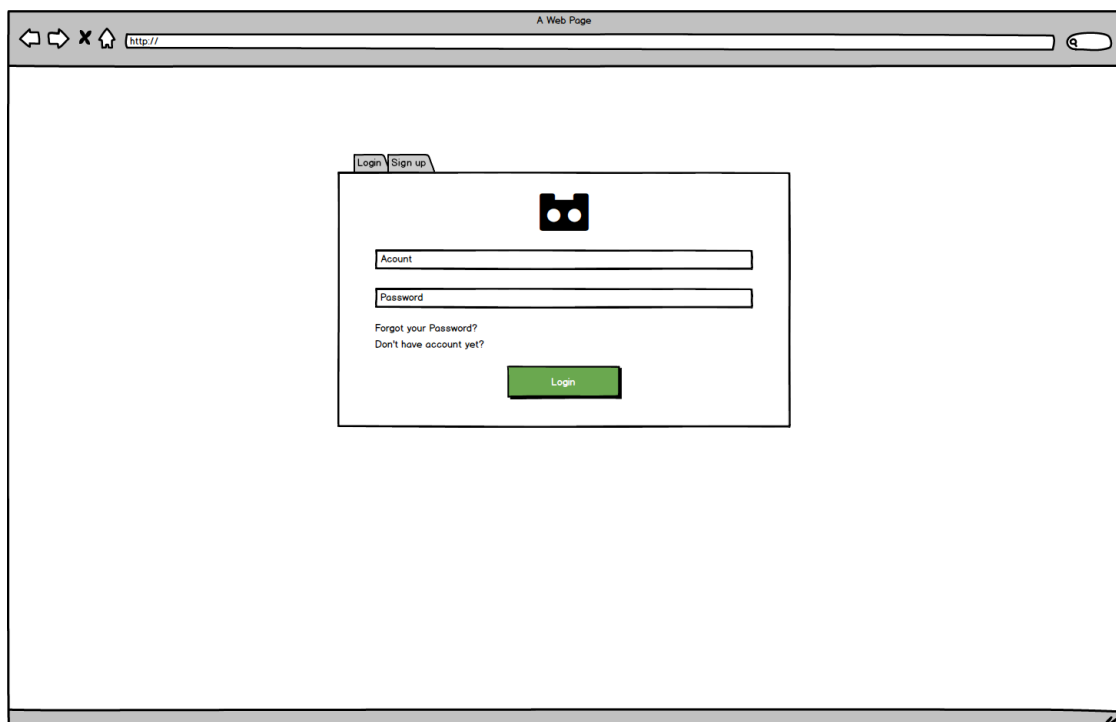 A Web Page
http://
Login Sign up
Acount
Password
Forgot your Password?
Don't have account yet?
Login